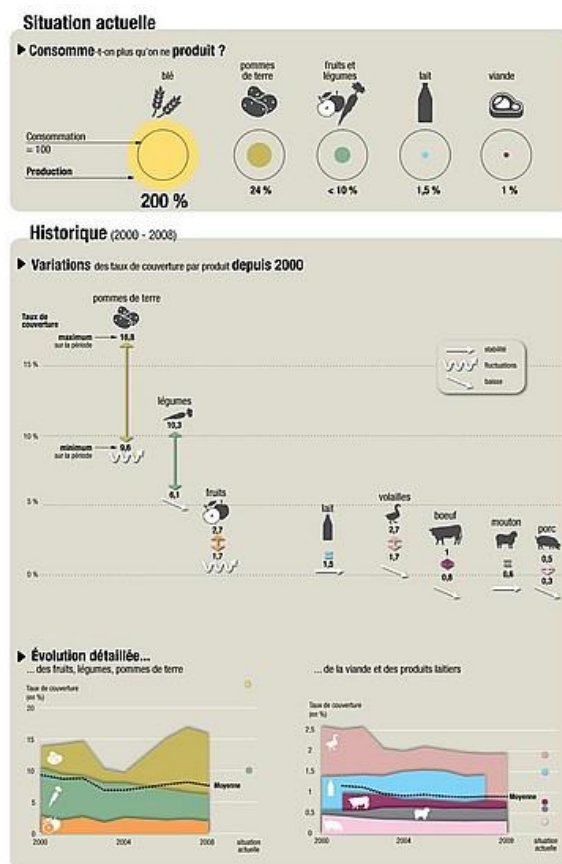 Situation actuelle
Consomme-t-on plus qu'on ne produit ?
blé
pommes
de terre
fruits et
légumes
lait
viande
Consommation
= 100
Production
200 %
24 %
< 10 %
1,5 %
1 %
Historique (2000 - 2008)
Variations des taux de couverture par produit depuis 2000
pommes de terre
Taux de
couverture
maximum
sur la période
16,8
15 %
stabilité
fluctuations
baisse
légumes
10,3
10 %
minimum
sur la période
9,6
6,1
5 %
fruits
2,7
1,7
lait
1,5
volailles
2,7
1,7
boeuf
1
0,8
mouton
0,6
porc
0,5
0,3
0 %
Évolution détaillée...
... des fruits, légumes, pommes de terre
Taux de couverture
(en %)
20
15
10
5
0
Moyenne
2000
2004
2008
situation
actuelle
... de la viande et des produits laitiers
Taux de couverture
(en %)
2,5
2
1,5
1
0,5
0
Moyenne
2000
2004
2008
situation
actuelle